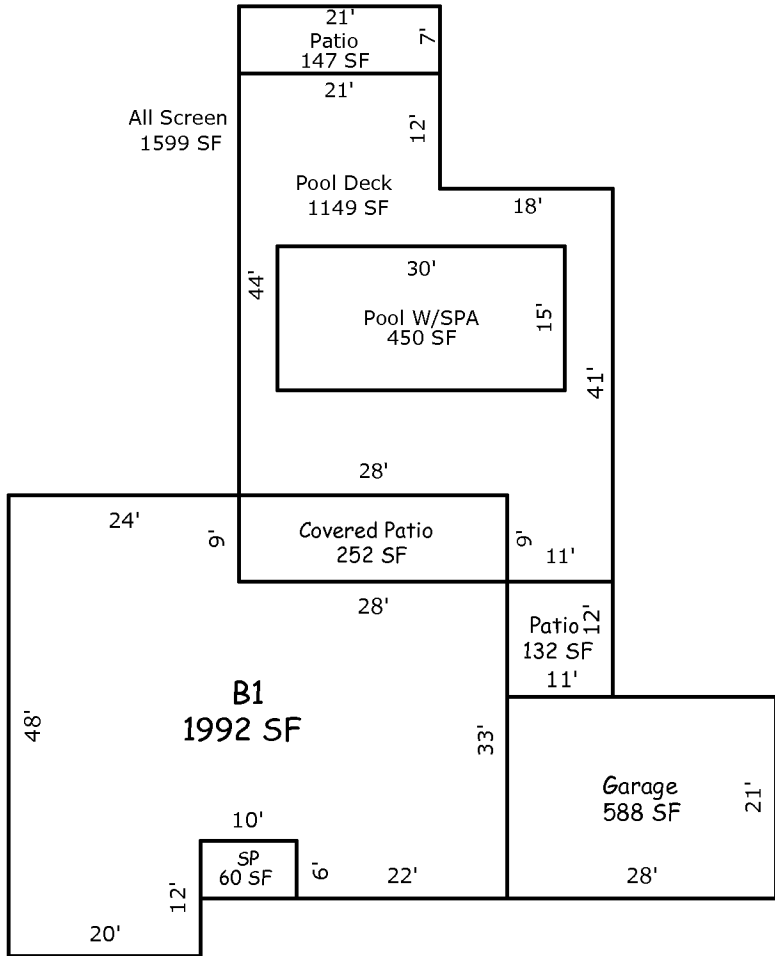 21'
Patio
147 SF
7'
21'
All Screen
1599 SF
12'
Pool Deck
1149 SF
18'
44'
30'
Pool W/SPA
450 SF
15'
41'
28'
24'
9'
Covered Patio
252 SF
9'
11'
28'
Patio
132 SF
12'
11'
B1
1992 SF
48'
33'
Garage
588 SF
21'
10'
SP
60 SF
6'
12'
22'
28'
20'